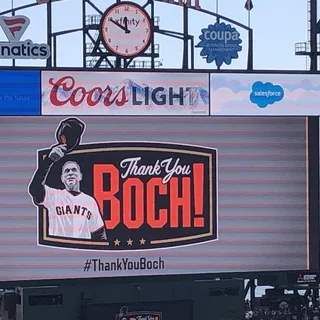 xfinity
Fanatics
coupa
Coors LIGHT
salesforce
Thank You
BOCH!
GIANTS
#ThankYouBoch